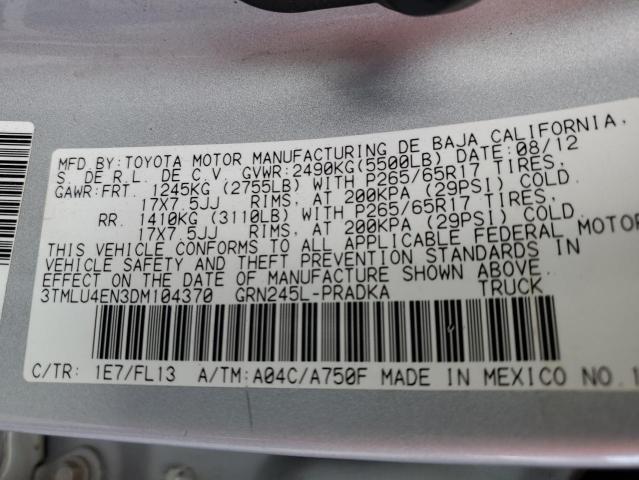 MFD BY:TOYOTA MOTOR MANUFACTURING DE BAJA CALIFORNIA,
S. DE R.L. DE C.V. GVWR:2490KG(5500LB) DATE:08/12
GAWR:FRT. 1245KG (2755LB) WITH P265/65R17 TIRES,
17X7.5JJ RIMS, AT 200KPA (29PSI) COLD.
RR. 1410KG (3110LB) WITH P265/65R17 TIRES,
17X7.5JJ RIMS, AT 200KPA (29PSI) COLD.
THIS VEHICLE CONFORMS TO ALL APPLICABLE FEDERAL MOTOR
VEHICLE SAFETY AND THEFT PREVENTION STANDARDS IN
EFFECT ON THE DATE OF MANUFACTURE SHOWN ABOVE.
3TMLU4EN3DM104370 GRN245L-PRADKA TRUCK
C/TR: 1E7/FL13 A/TM:A04C/A750F MADE IN MEXICO NO.1